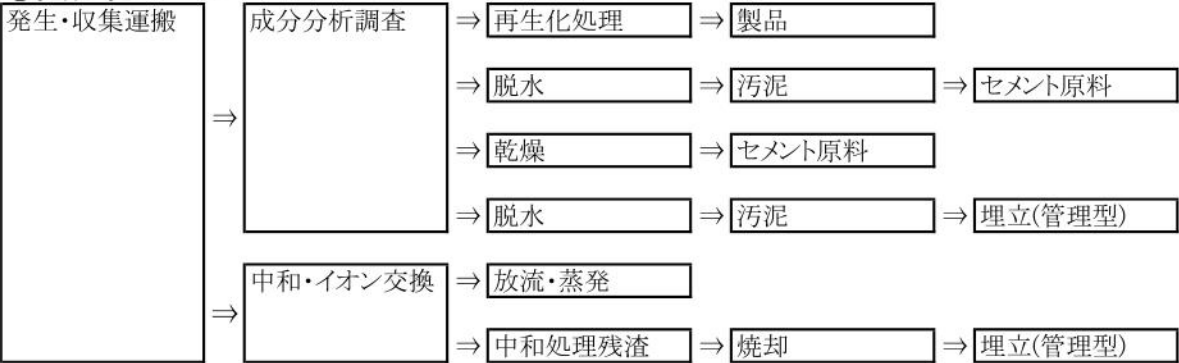 発生・収集運搬 成分分析調査 ⇒ 再生化処理 ⇒ 製品
⇒ 脱水 ⇒ 汚泥 ⇒ セメント原料
⇒
⇒ 乾燥 ⇒ セメント原料
⇒ 脱水 ⇒ 汚泥 ⇒ 埋立(管理型)
中和・イオン交換 ⇒ 放流・蒸発
⇒
⇒ 中和処理残渣 ⇒ 焼却 ⇒ 埋立(管理型)